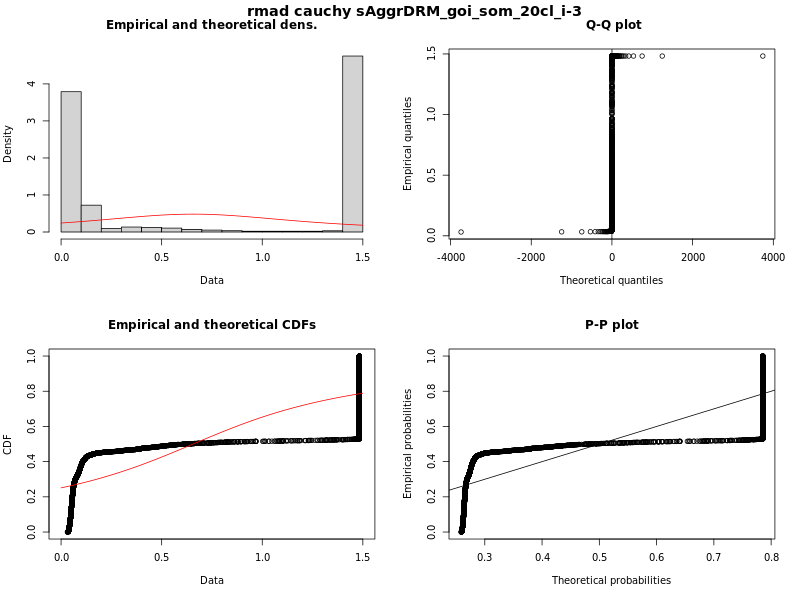 rmad cauchy sAggrDRM_goi_som_20cl_i-3
Empirical and theoretical dens.
Density
0 1 2 3 4
0.0 0.5 1.0 1.5
Data
Q-Q plot
Empirical quantiles
0.0 0.5 1.0 1.5
-4000 -2000 0 2000 4000
Theoretical quantiles
Empirical and theoretical CDFs
CDF
0.0 0.2 0.4 0.6 0.8 1.0
0.0 0.5 1.0 1.5
Data
P-P plot
Empirical probabilities
0.0 0.2 0.4 0.6 0.8 1.0
0.3 0.4 0.5 0.6 0.7 0.8
Theoretical probabilities